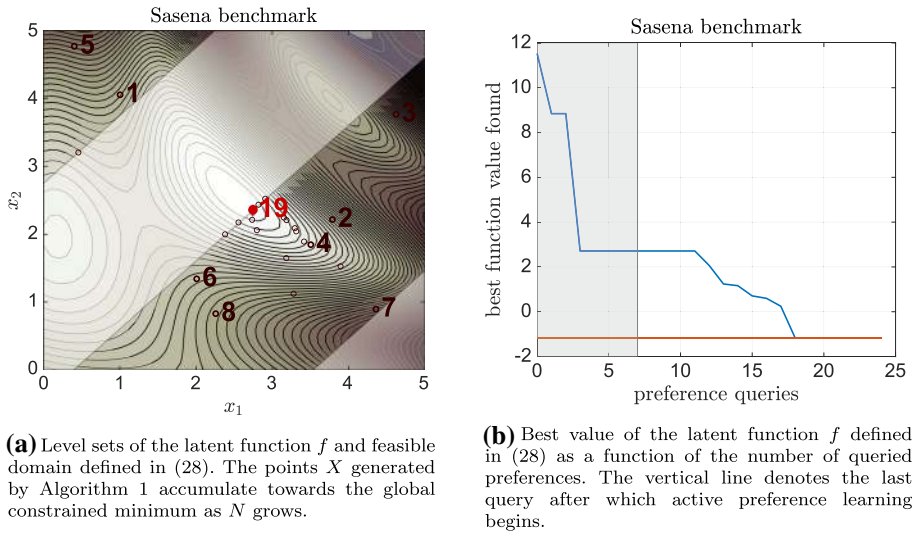 Sasena benchmark
5
4
3
2
1
0
0
1
2
3
4
5
x2
x1
5
1
3
19
2
4
6
8
7
(a) Level sets of the latent function f and feasible
domain defined in (28). The points X generated
by Algorithm 1 accumulate towards the global
constrained minimum as N grows.
Sasena benchmark
12
10
8
6
4
2
0
-2
0
5
10
15
20
25
best function value found
preference queries
(b) Best value of the latent function f defined
in (28) as a function of the number of queried
preferences. The vertical line denotes the last
query after which active preference learning
begins.